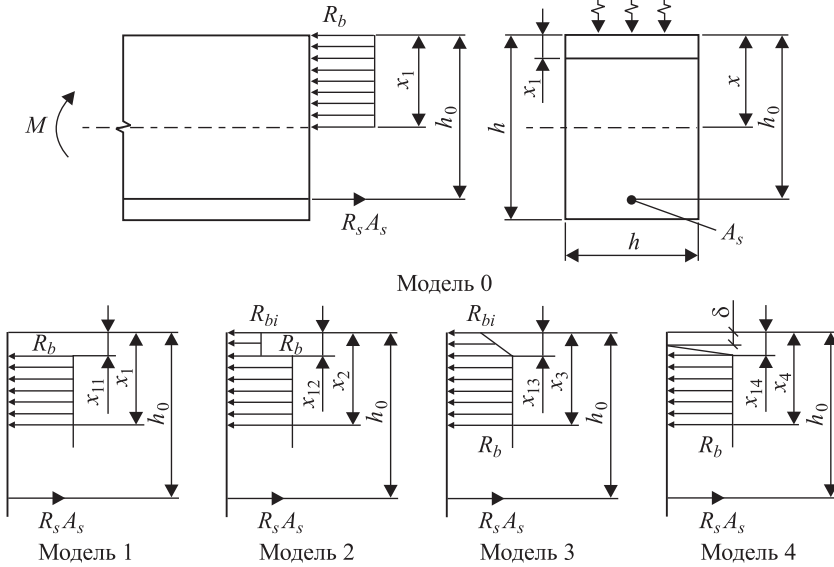 R_b
x_1
h_0
M
R_s A_s
h
x_1
x
h_0
A_s
h
Модель 0
R_b
x_11
x_1
h_0
R_s A_s
Модель 1
R_bi
R_b
x_12
x_2
h_0
R_s A_s
Модель 2
R_bi
x_13
x_3
h_0
R_b
R_s A_s
Модель 3
δ
x_14
x_4
h_0
R_b
R_s A_s
Модель 4